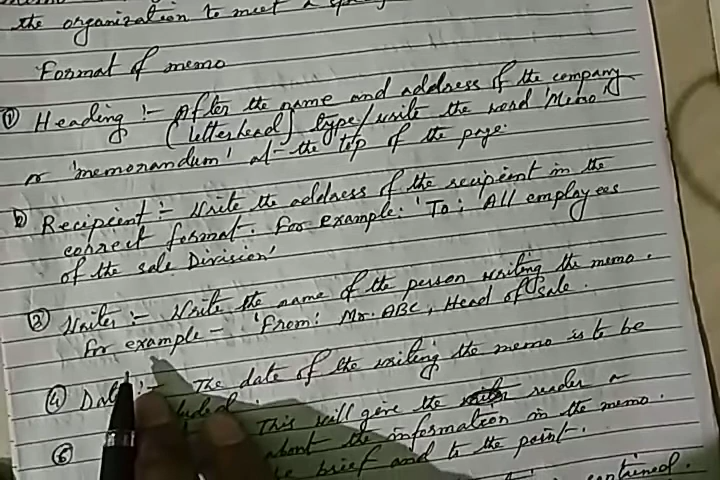 the organization to meet a
Format of memo
① Heading :- After the name and address of the company
(letterhead) type/write the word 'Memo'
or 'memorandum' at the top of the page.
② Recipient :- Write the address of the recipient in the
correct format. For example: 'To: All employees
of the sale Division'
③ Writer :- Write the name of the person writing the memo.
for example - 'From: Mr. ABC, Head of sale.
④ Dat :- The date of the writing the memo is to be
This will give the reader a
⑤ about the information in the memo.
brief and to the point.
contained.